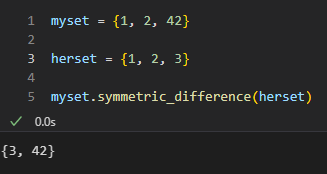 1 myset = {1, 2, 42}
2
3 herset = {1, 2, 3}
4
5 myset.symmetric_difference(herset)
0.0s
{3, 42}